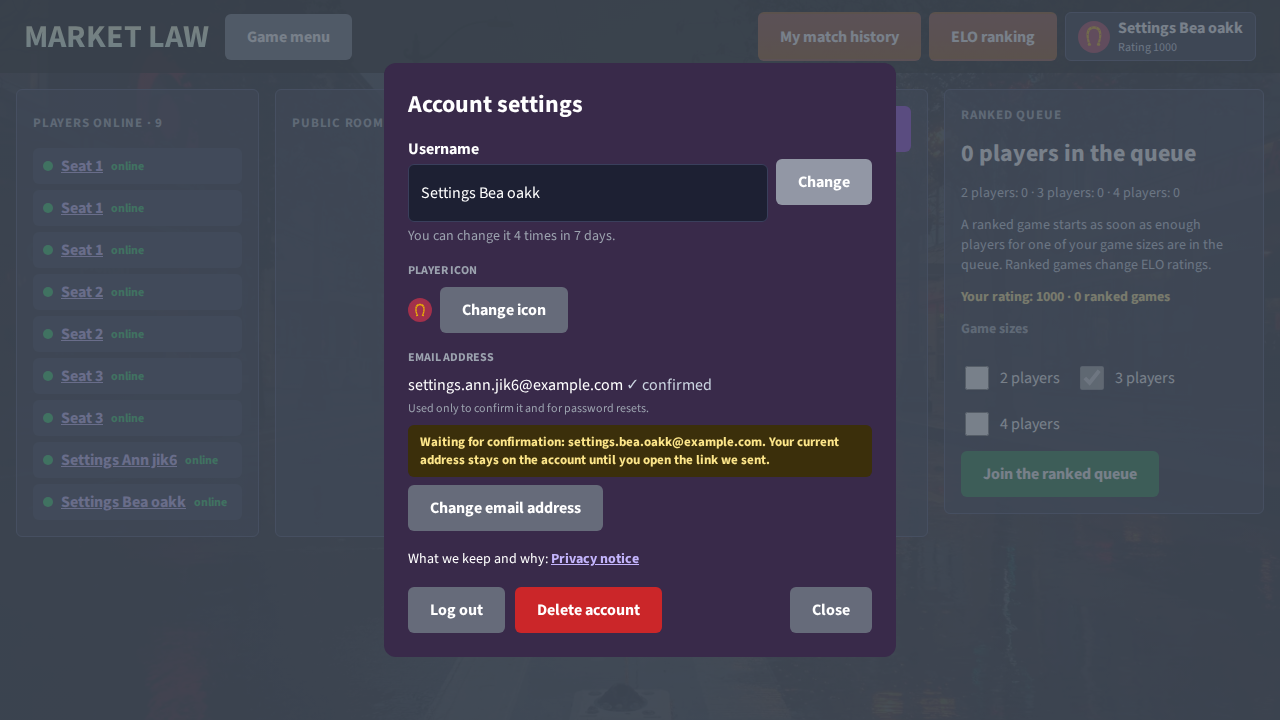 MARKET LAW
Game menu
My match history
ELO ranking
Settings Bea oakk
Rating 1000
PLAYERS ONLINE · 9
Seat 1 online
Seat 1 online
Seat 1 online
Seat 2 online
Seat 2 online
Seat 3 online
Seat 3 online
Settings Ann jik6 online
Settings Bea oakk online
PUBLIC ROOM
Account settings
Username
Settings Bea oakk
Change
You can change it 4 times in 7 days.
PLAYER ICON
Change icon
EMAIL ADDRESS
settings.ann.jik6@example.com ✓ confirmed
Used only to confirm it and for password resets.
Waiting for confirmation: settings.bea.oakk@example.com. Your current
address stays on the account until you open the link we sent.
Change email address
What we keep and why: Privacy notice
Log out
Delete account
Close
RANKED QUEUE
0 players in the queue
2 players: 0 · 3 players: 0 · 4 players: 0
A ranked game starts as soon as enough
players for one of your game sizes are in the
queue. Ranked games change ELO ratings.
Your rating: 1000 · 0 ranked games
Game sizes
2 players
3 players
4 players
Join the ranked queue